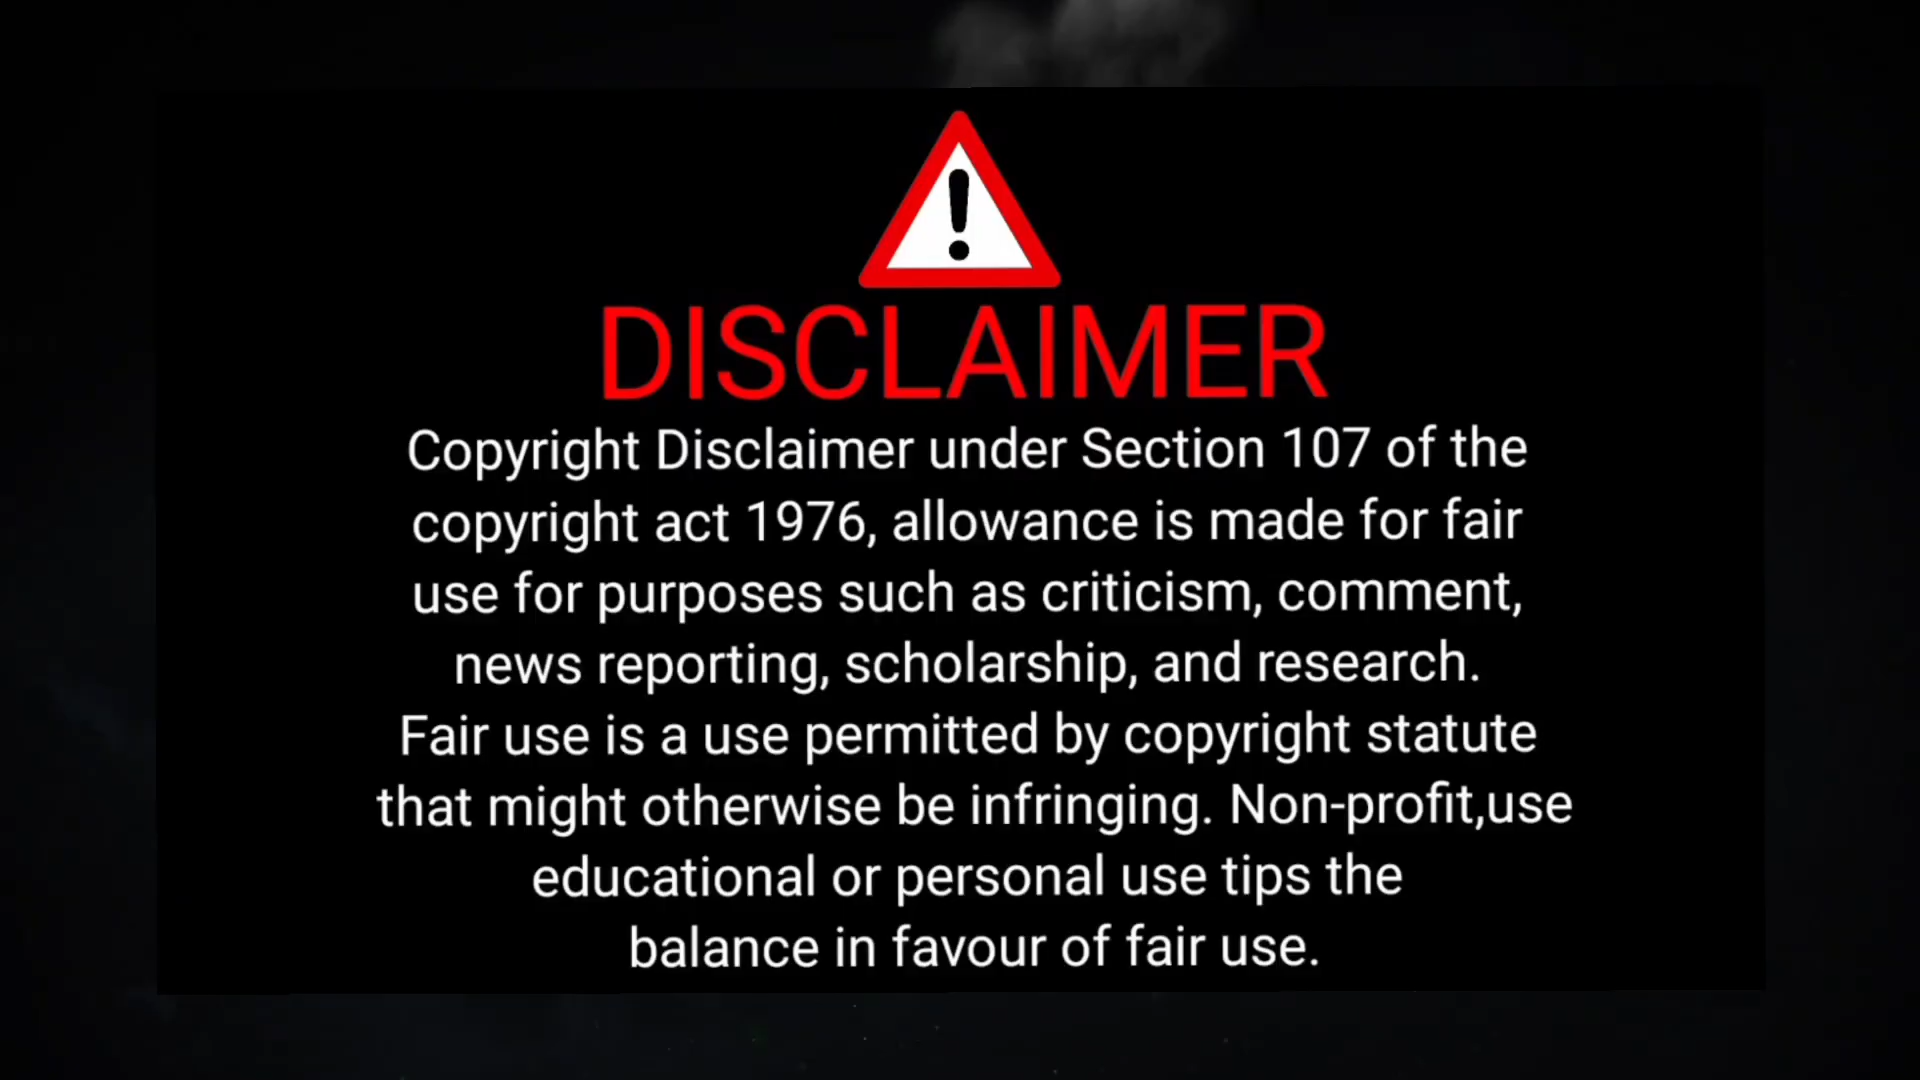 DISCLAIMER
Copyright Disclaimer under Section 107 of the
copyright act 1976, allowance is made for fair
use for purposes such as criticism, comment,
news reporting, scholarship, and research.
Fair use is a use permitted by copyright statute
that might otherwise be infringing. Non-profit,use
educational or personal use tips the
balance in favour of fair use.